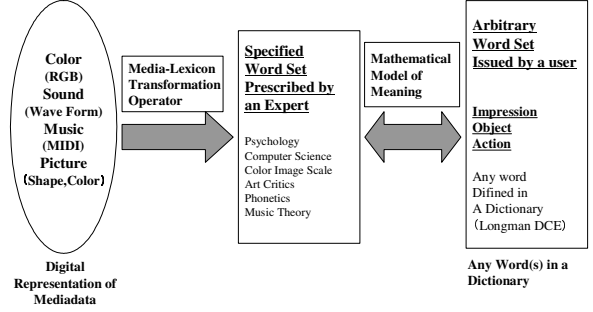 Color
(RGB)
Sound
(Wave Form)
Music
(MIDI)
Picture
(Shape,Color)
Digital
Representation of
Mediadata
Media-Lexicon
Transformation
Operator
Specified
Word Set
Prescribed by
an Expert
Psychology
Computer Science
Color Image Scale
Art Critics
Phonetics
Music Theory
Mathematical
Model of
Meaning
Arbitrary
Word Set
Issued by a user
Impression
Object
Action
Any word
Difined in
A Dictionary
(Longman DCE)
Any Word(s) in a
Dictionary